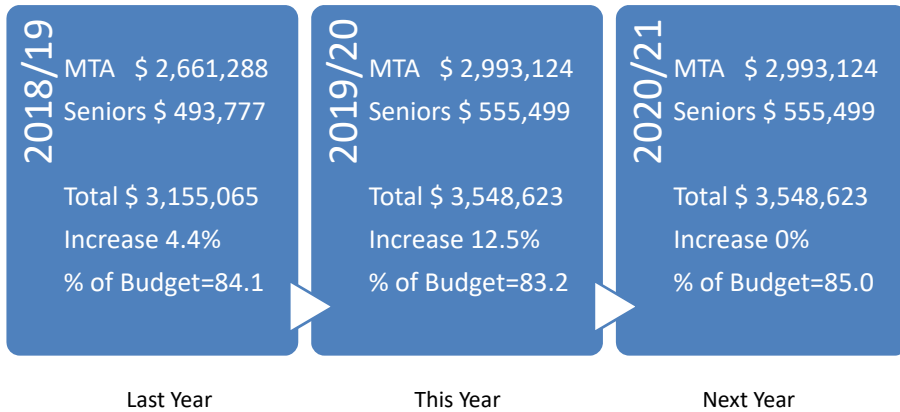 2018/19
MTA $ 2,661,288
Seniors $ 493,777
Total $ 3,155,065
Increase 4.4%
% of Budget=84.1
2019/20
MTA $ 2,993,124
Seniors $ 555,499
Total $ 3,548,623
Increase 12.5%
% of Budget=83.2
2020/21
MTA $ 2,993,124
Seniors $ 555,499
Total $ 3,548,623
Increase 0%
% of Budget=85.0
Last Year
This Year
Next Year